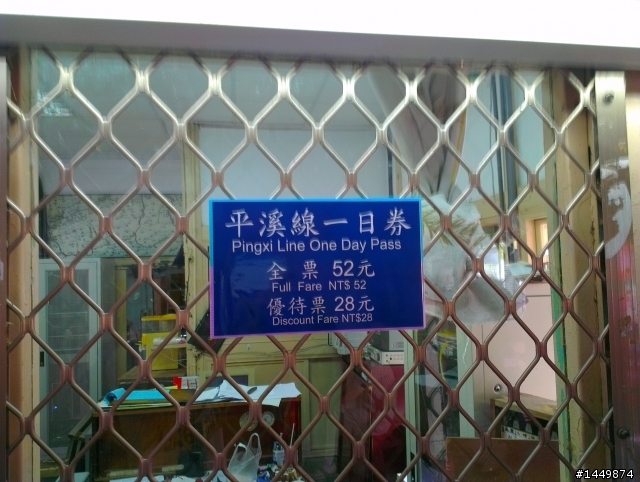 平溪線一日券
Pingxi Line One Day Pass
全 票 52元
Full Fare NT$ 52
優待票 28元
Discount Fare NT$28
#1449874